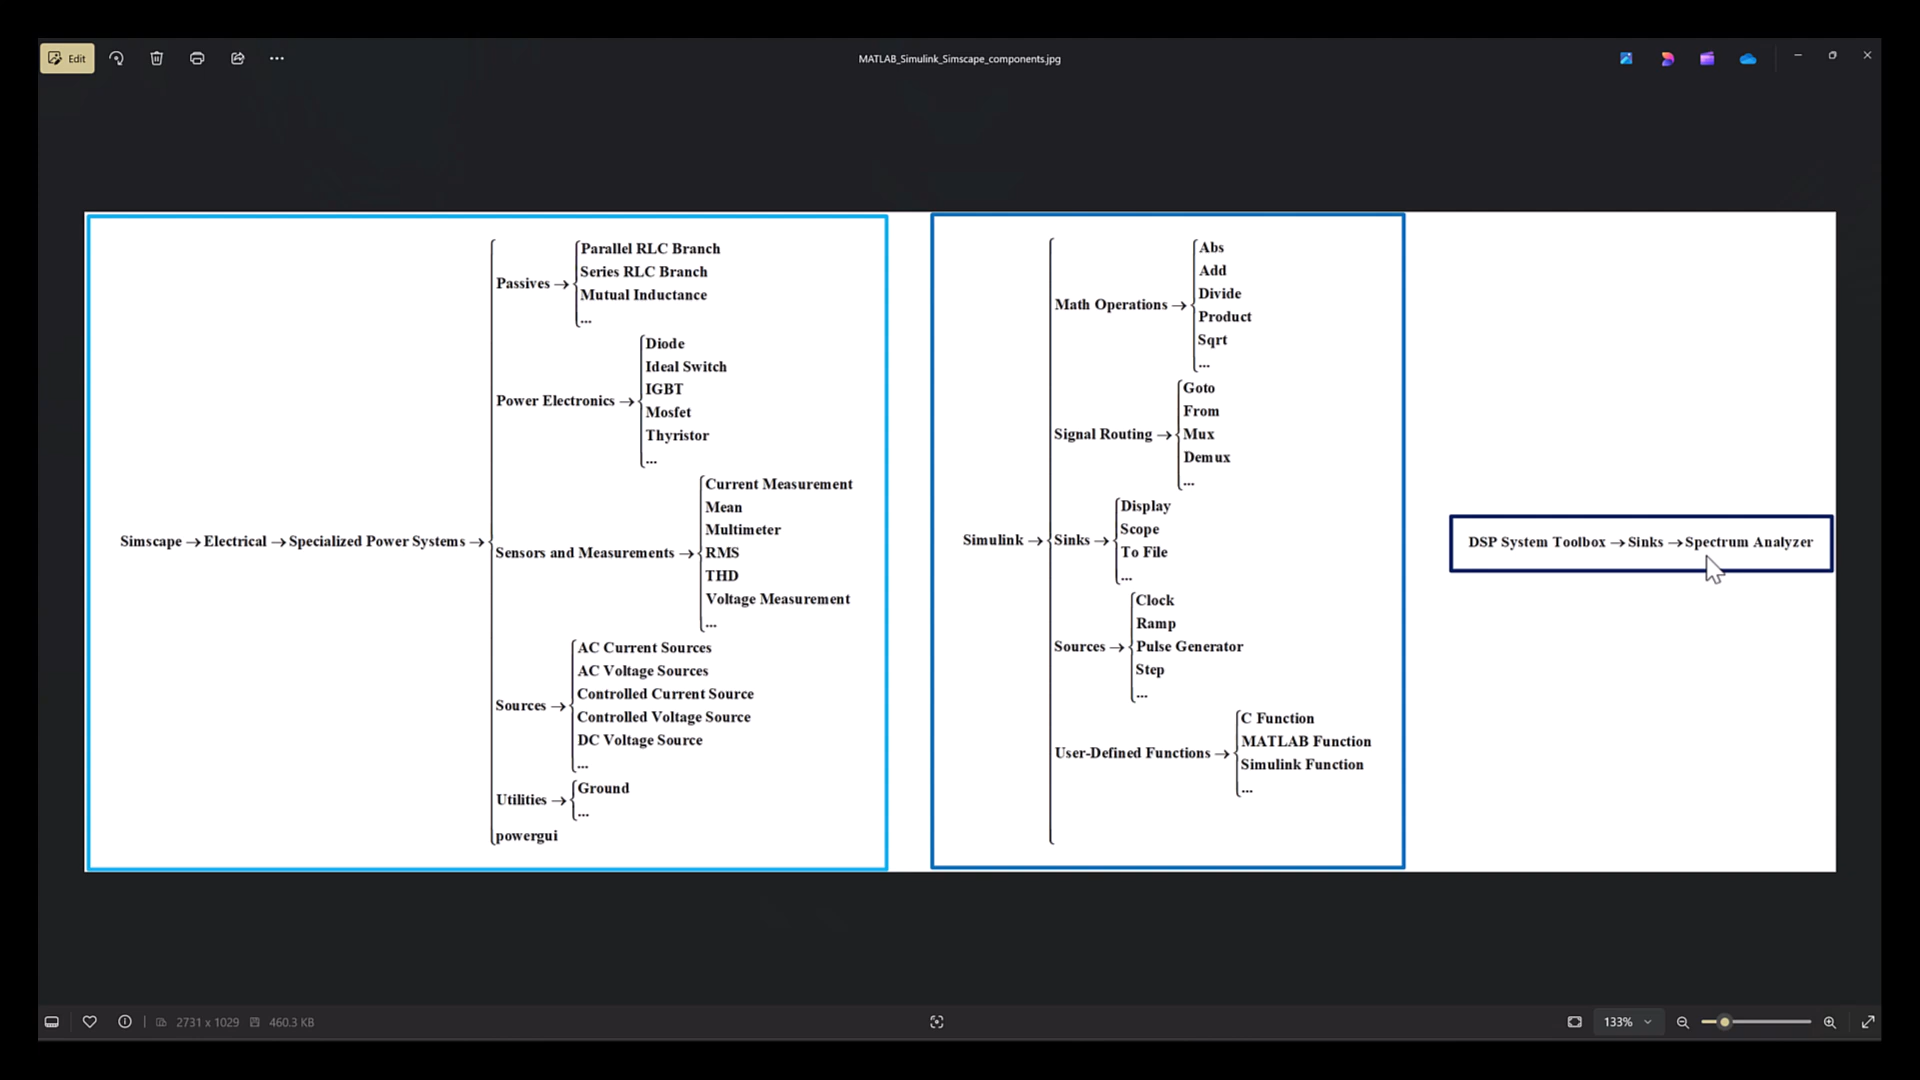 Edit
MATLAB_Simulink_Simscape_components.jpg
Simscape → Electrical → Specialized Power Systems →
Passives →
Parallel RLC Branch
Series RLC Branch
Mutual Inductance
...
Power Electronics →
Diode
Ideal Switch
IGBT
Mosfet
Thyristor
...
Sensors and Measurements →
Current Measurement
Mean
Multimeter
RMS
THD
Voltage Measurement
...
Sources →
AC Current Sources
AC Voltage Sources
Controlled Current Source
Controlled Voltage Source
DC Voltage Source
...
Utilities →
Ground
...
powergui
Simulink →
Math Operations →
Abs
Add
Divide
Product
Sqrt
...
Signal Routing →
Goto
From
Mux
Demux
...
Sinks →
Display
Scope
To File
...
Sources →
Clock
Ramp
Pulse Generator
Step
...
User-Defined Functions →
C Function
MATLAB Function
Simulink Function
...
DSP System Toolbox → Sinks → Spectrum Analyzer
2731 x 1029
460.3 KB
133%